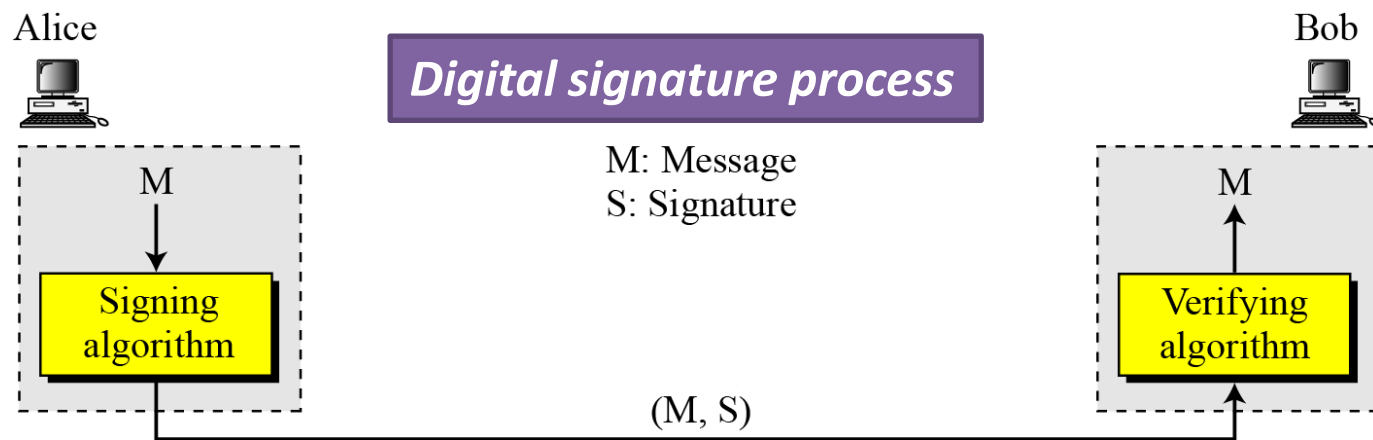 Alice
Bob
Digital signature process
M: Message
S: Signature
M
M
Signing
algorithm
Verifying
algorithm
(M, S)